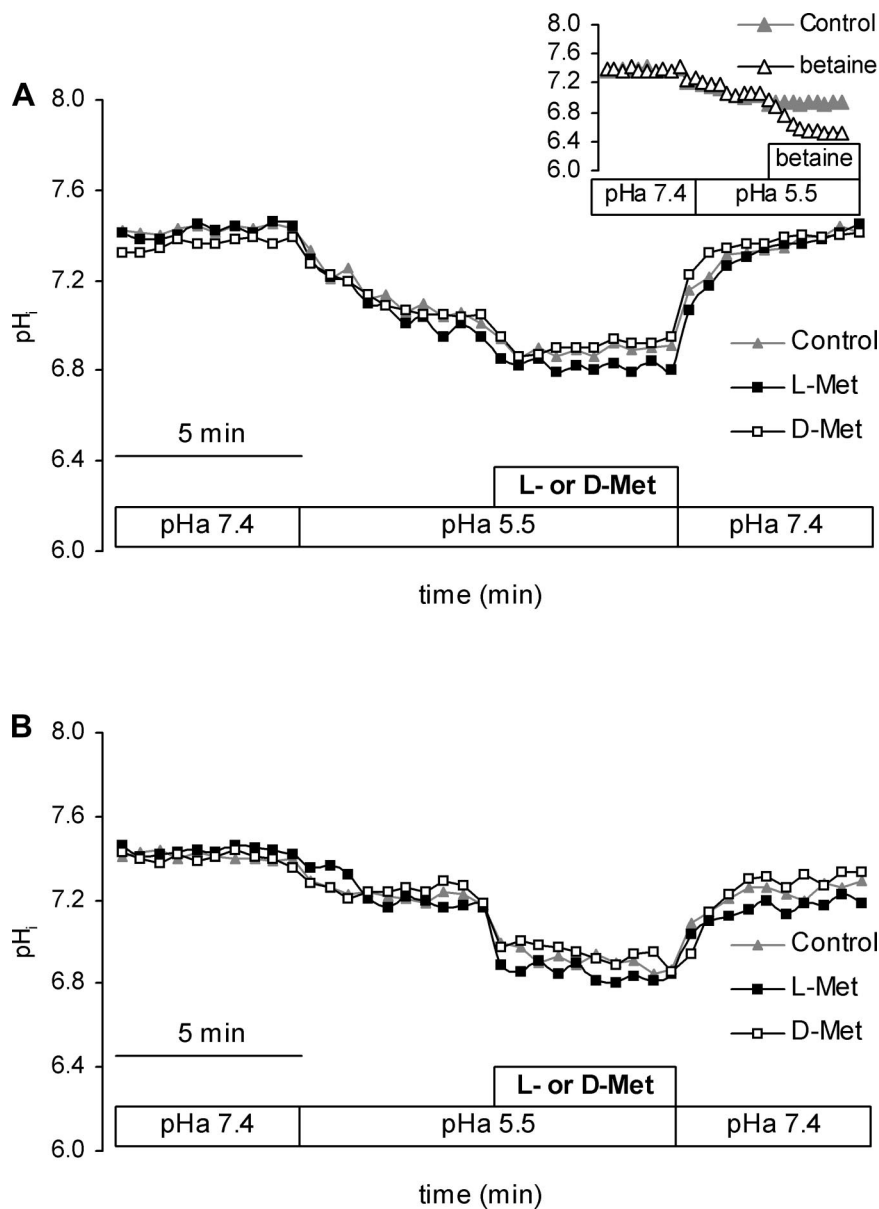 A
8.0
7.6
7.2
6.8
6.4
6.0
pHi
8.0
7.2
6.8
6.4
6.0
Control
betaine
betaine
pHa 7.4 pHa 5.5
Control
L-Met
D-Met
5 min
L- or D-Met
pHa 7.4 pHa 5.5 pHa 7.4
time (min)
B
8.0
7.6
7.2
6.8
6.4
6.0
pHi
Control
L-Met
D-Met
5 min
L- or D-Met
pHa 7.4 pHa 5.5 pHa 7.4
time (min)